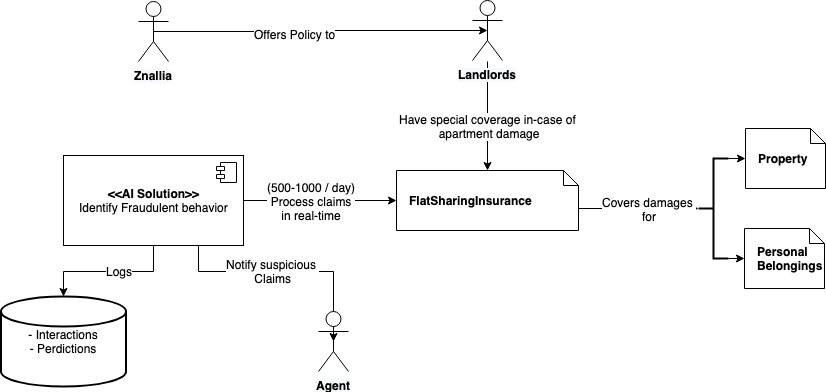 Offers Policy to
Znallia
Landlords
Have special coverage in-case of
apartment damage
<<AI Solution>>
Identify Fraudulent behavior
(500-1000 / day)
Process claims
in real-time
FlatSharingInsurance
Covers damages
for
Property
Personal
Belongings
Logs
Notify suspicious
Claims
- Interactions
- Perdictions
Agent